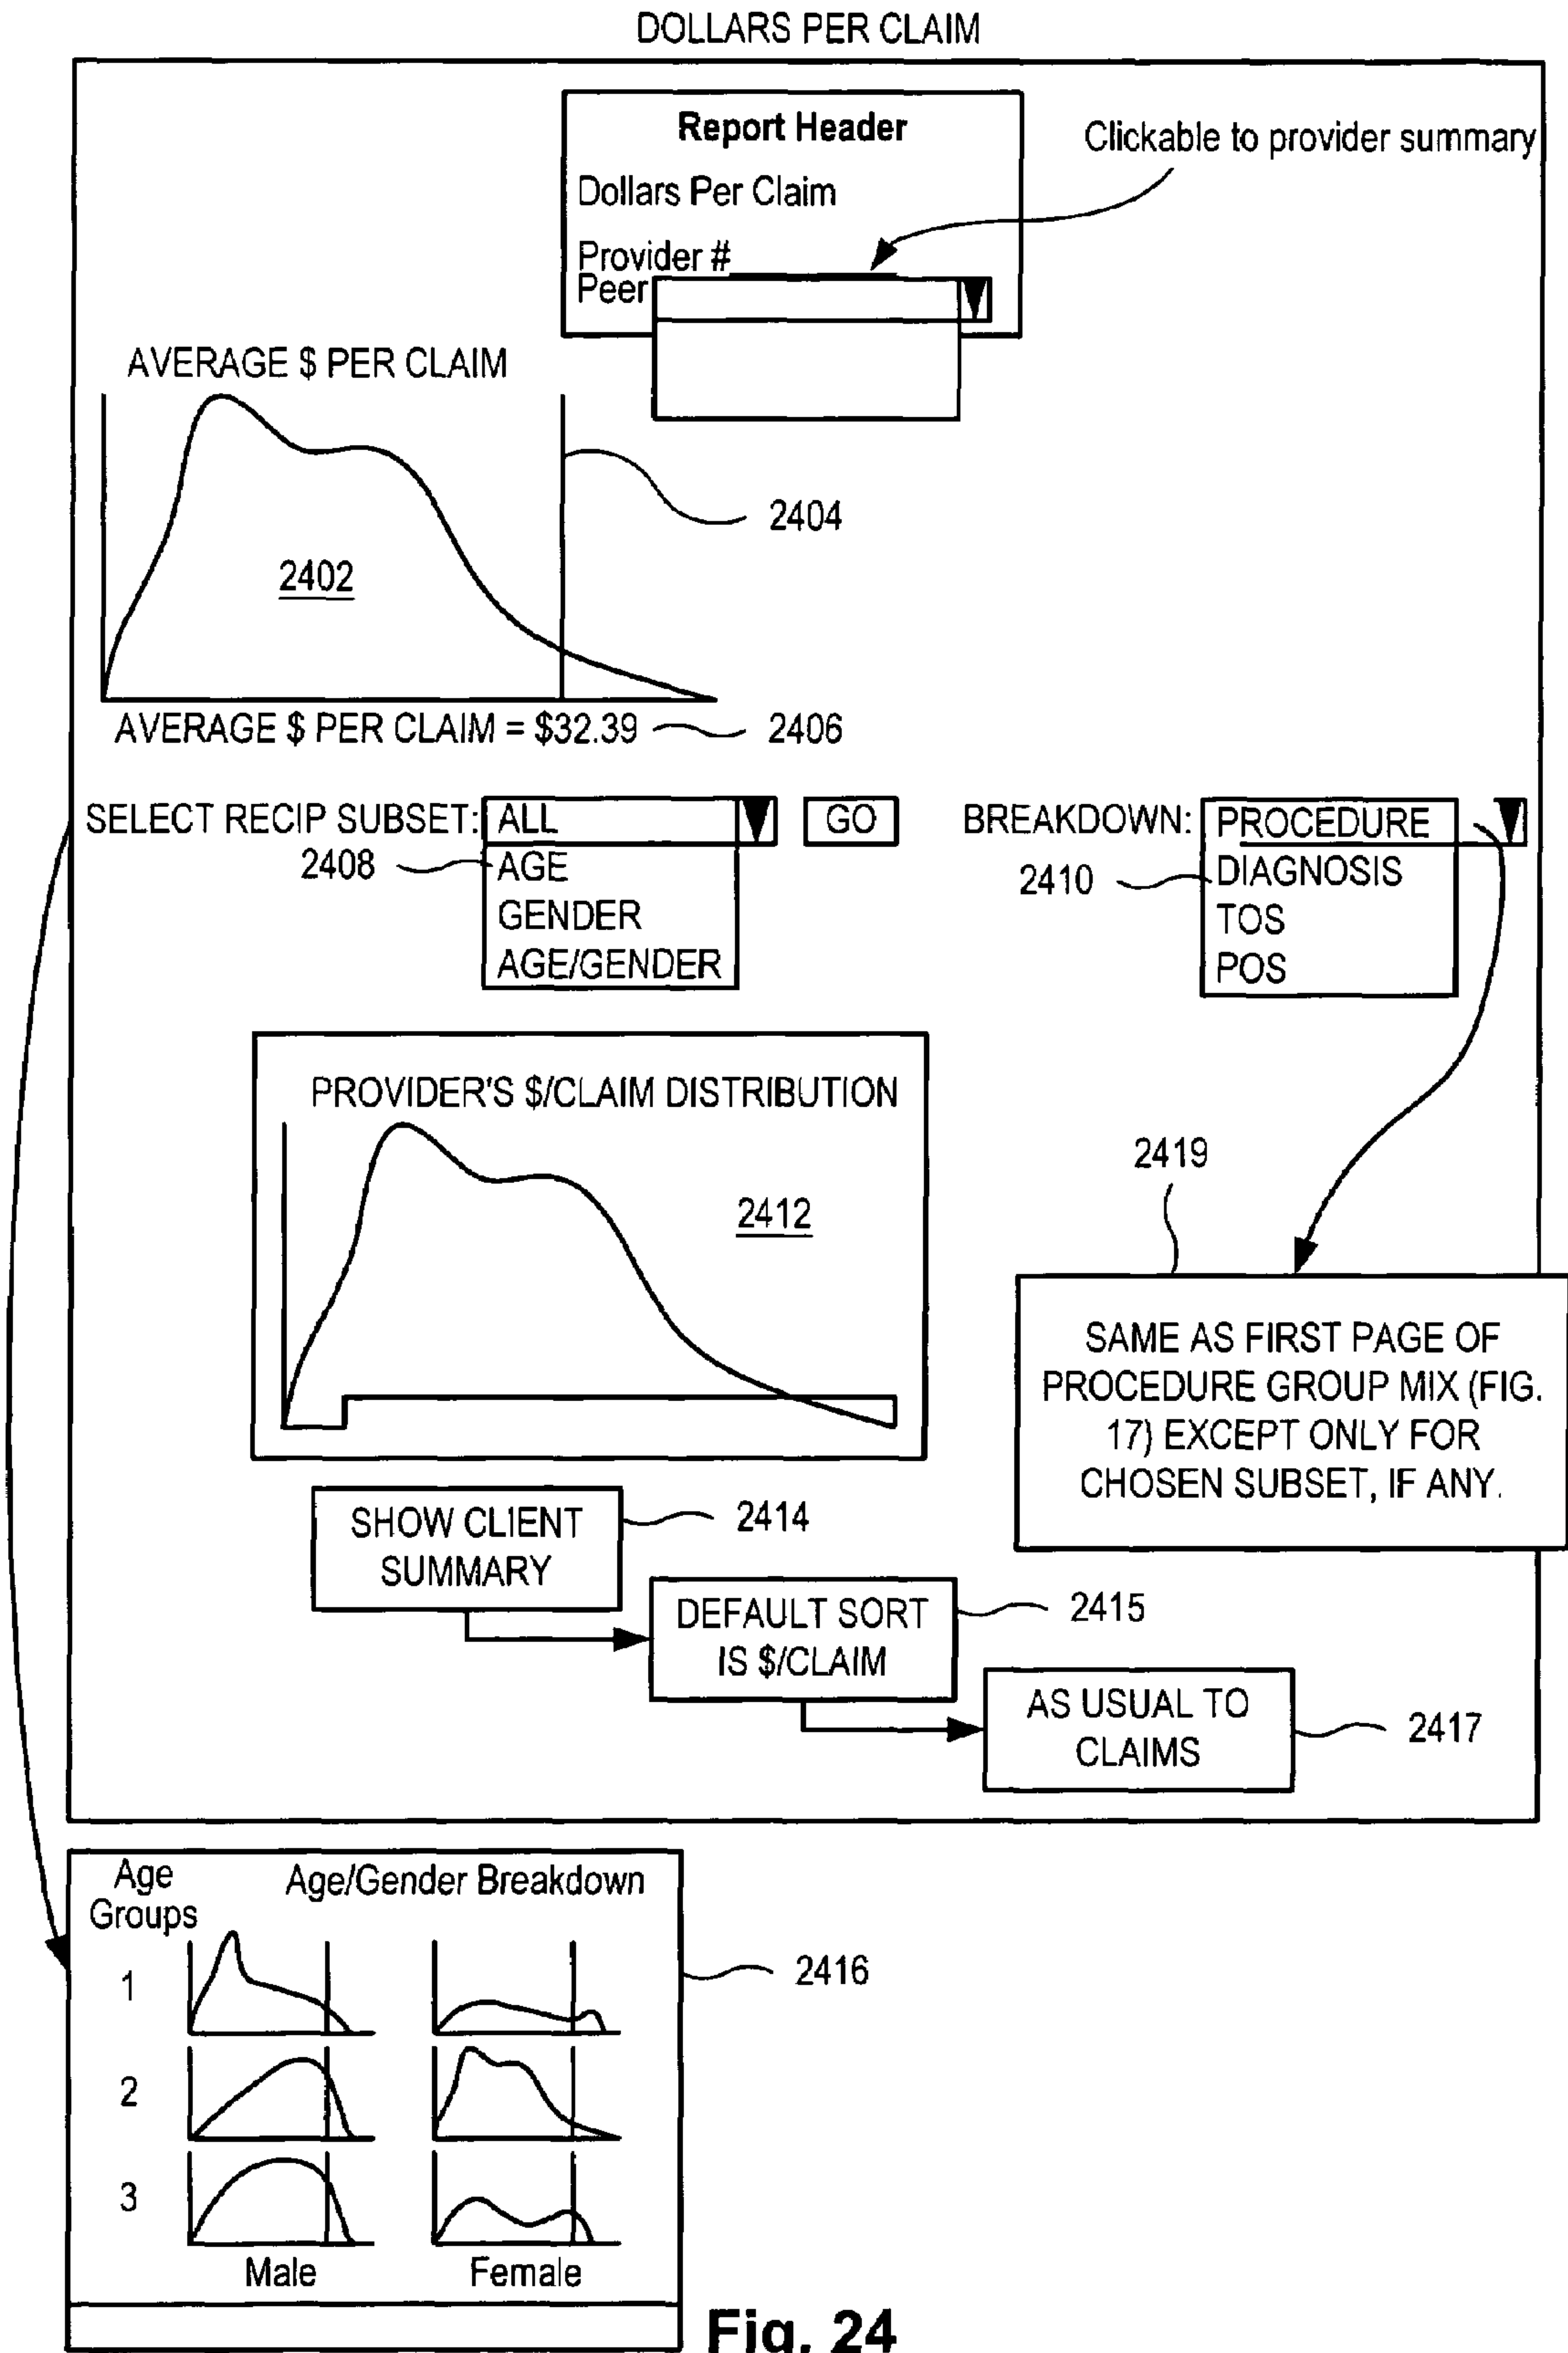 DOLLARS PER CLAIM
Report Header
Clickable to provider summary
Dollars Per Claim
Provider #
Peer
AVERAGE $ PER CLAIM
2404
2402
AVERAGE $ PER CLAIM = $32.39
2406
SELECT RECIP SUBSET:
ALL
GO
2408
AGE
GENDER
AGE/GENDER
BREAKDOWN:
PROCEDURE
2410
DIAGNOSIS
TOS
POS
PROVIDER'S $/CLAIM DISTRIBUTION
2412
2419
SAME AS FIRST PAGE OF
PROCEDURE GROUP MIX (FIG.
17) EXCEPT ONLY FOR
CHOSEN SUBSET, IF ANY.
SHOW CLIENT
SUMMARY
2414
DEFAULT SORT
IS $/CLAIM
2415
AS USUAL TO
CLAIMS
2417
Age
Groups
Age/Gender Breakdown
1
2416
2
3
Male
Female
Fig. 24